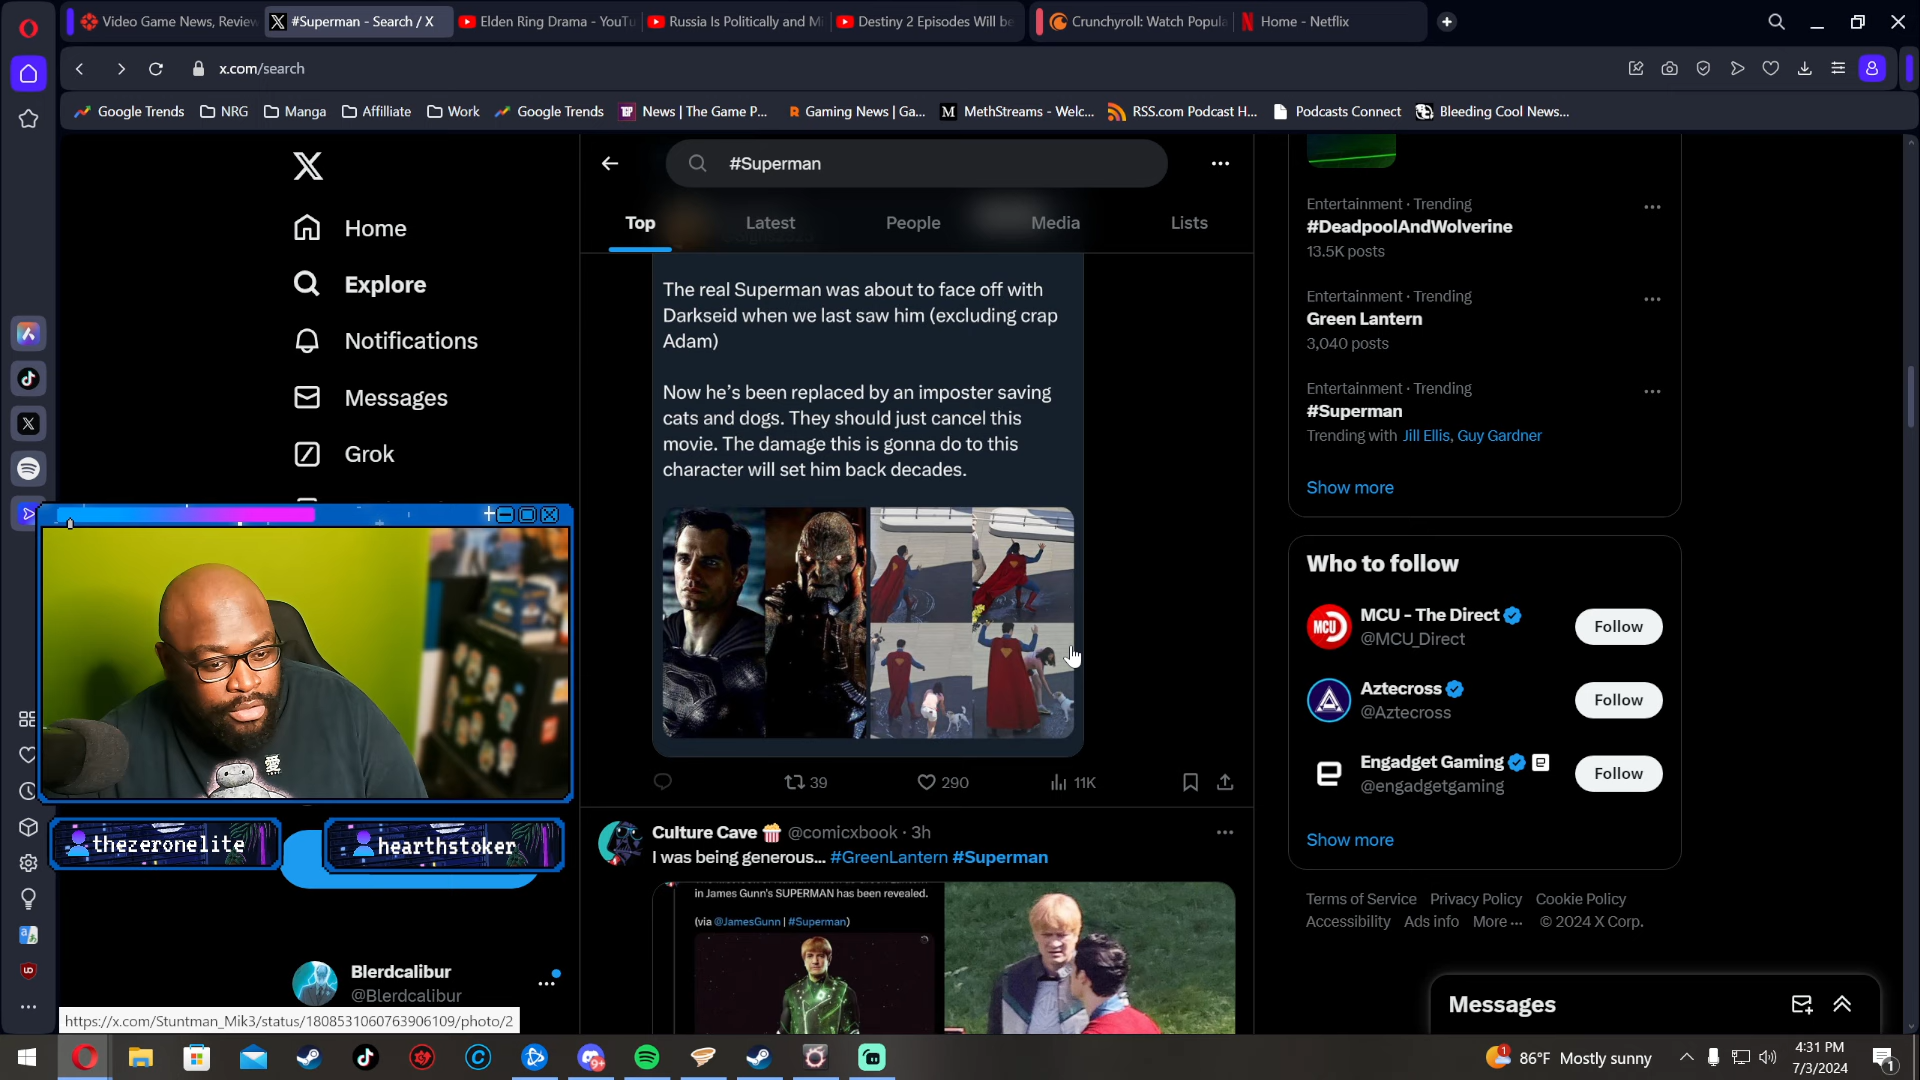 Video Game News, Review
#Superman - Search / X
Elden Ring Drama - YouTu
Russia Is Politically and Mi
Destiny 2 Episodes Will be
Crunchyroll: Watch Popula
Home - Netflix
x.com/search
Google Trends
NRG
Manga
Affilliate
Work
Google Trends
News | The Game P...
Gaming News | Ga...
MethStreams - Welc...
RSS.com Podcast H...
Podcasts Connect
Bleeding Cool News...
Home
Explore
Notifications
Messages
Grok
#Superman
Top
Latest
People
Media
Lists
The real Superman was about to face off with
Darkseid when we last saw him (excluding crap
Adam)
Now he's been replaced by an imposter saving
cats and dogs. They should just cancel this
movie. The damage this is gonna do to this
character will set him back decades.
39
290
11K
Culture Cave 🍿 @comicxbook · 3h
I was being generous... #GreenLantern #Superman
in James Gunn's SUPERMAN has been revealed.
(via @JamesGunn | #Superman)
Entertainment · Trending
#DeadpoolAndWolverine
13.5K posts
Entertainment · Trending
Green Lantern
3,040 posts
Entertainment · Trending
#Superman
Trending with Jill Ellis, Guy Gardner
Show more
Who to follow
MCU - The Direct
@MCU_Direct
Follow
Aztecross
@Aztecross
Follow
Engadget Gaming
@engadgetgaming
Follow
Show more
Terms of Service Privacy Policy Cookie Policy
Accessibility Ads info More ··· © 2024 X Corp.
Messages
愛
thezeronelite
hearthstoker
Blerdcalibur
@Blerdcalibur
https://x.com/Stuntman_Mik3/status/1808531060763906109/photo/2
86°F Mostly sunny
4:31 PM
7/3/2024